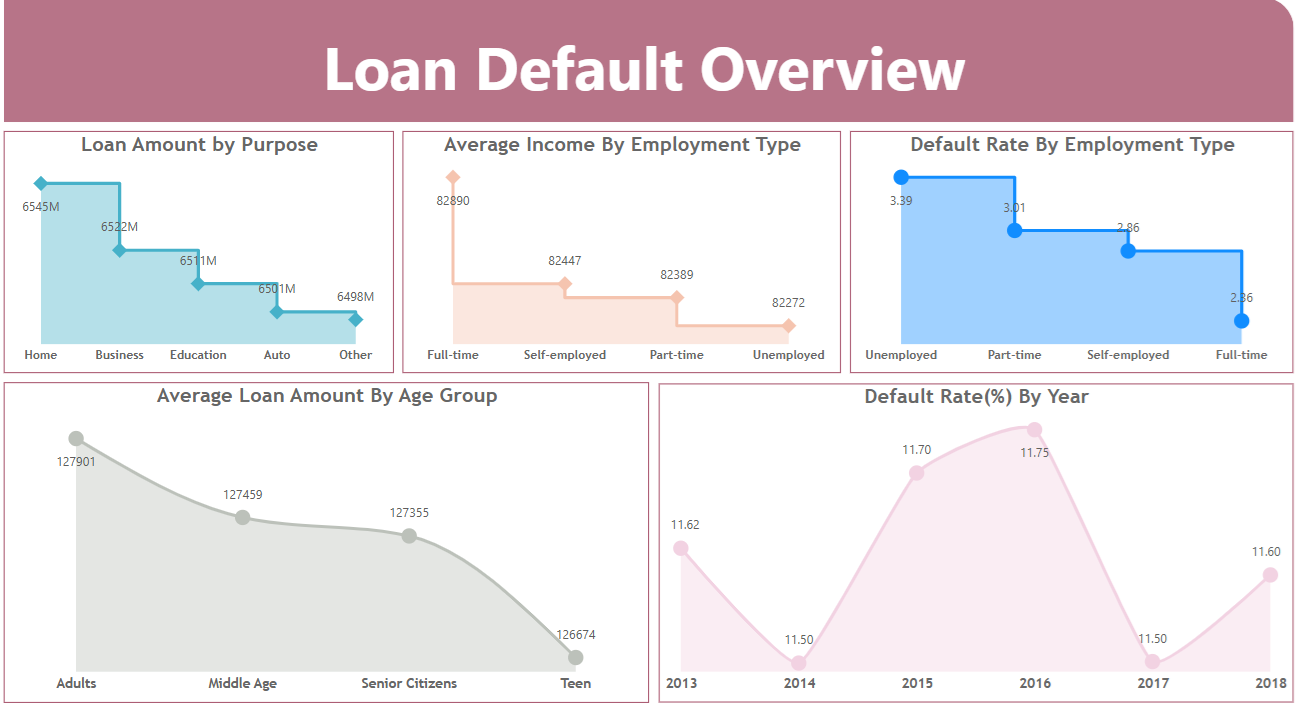 Loan Default Overview
Loan Amount by Purpose
6545M
6522M
6511M
6501M
6498M
Home Business Education Auto Other
Average Income By Employment Type
82890
82447
82389
82272
Full-time Self-employed Part-time Unemployed
Default Rate By Employment Type
3.39
3.01
2.86
2.36
Unemployed Part-time Self-employed Full-time
Average Loan Amount By Age Group
127901
127459
127355
126674
Adults Middle Age Senior Citizens Teen
Default Rate(%) By Year
11.62
11.50
11.70
11.75
11.50
11.60
2013 2014 2015 2016 2017 2018